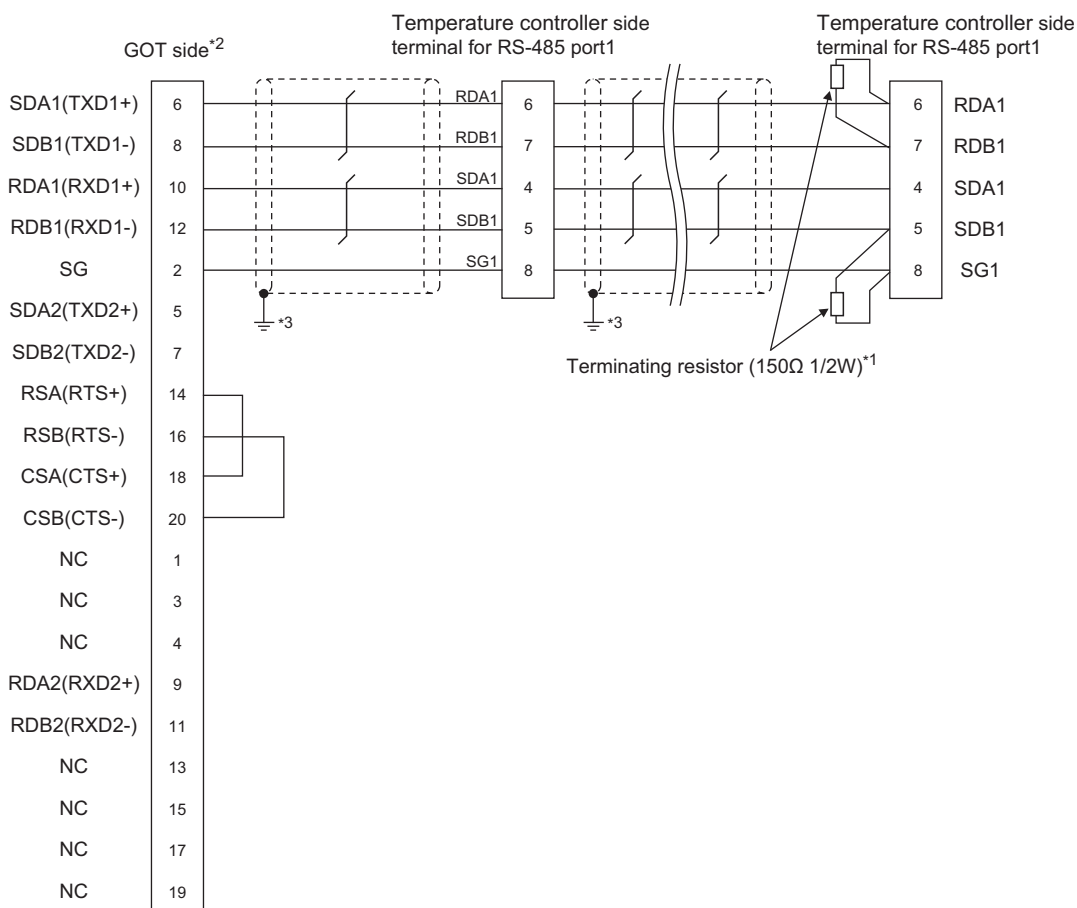 GOT side*2
Temperature controller side
terminal for RS-485 port1
Temperature controller side
terminal for RS-485 port1
SDA1(TXD1+) 6 RDA1 6 6 RDA1
SDB1(TXD1-) 8 RDB1 7 7 RDB1
RDA1(RXD1+) 10 SDA1 4 4 SDA1
RDB1(RXD1-) 12 SDB1 5 5 SDB1
SG 2 SG1 8 8 SG1
SDA2(TXD2+) 5
*3 *3
SDB2(TXD2-) 7
Terminating resistor (150Ω 1/2W)*1
RSA(RTS+) 14
RSB(RTS-) 16
CSA(CTS+) 18
CSB(CTS-) 20
NC 1
NC 3
NC 4
RDA2(RXD2+) 9
RDB2(RXD2-) 11
NC 13
NC 15
NC 17
NC 19